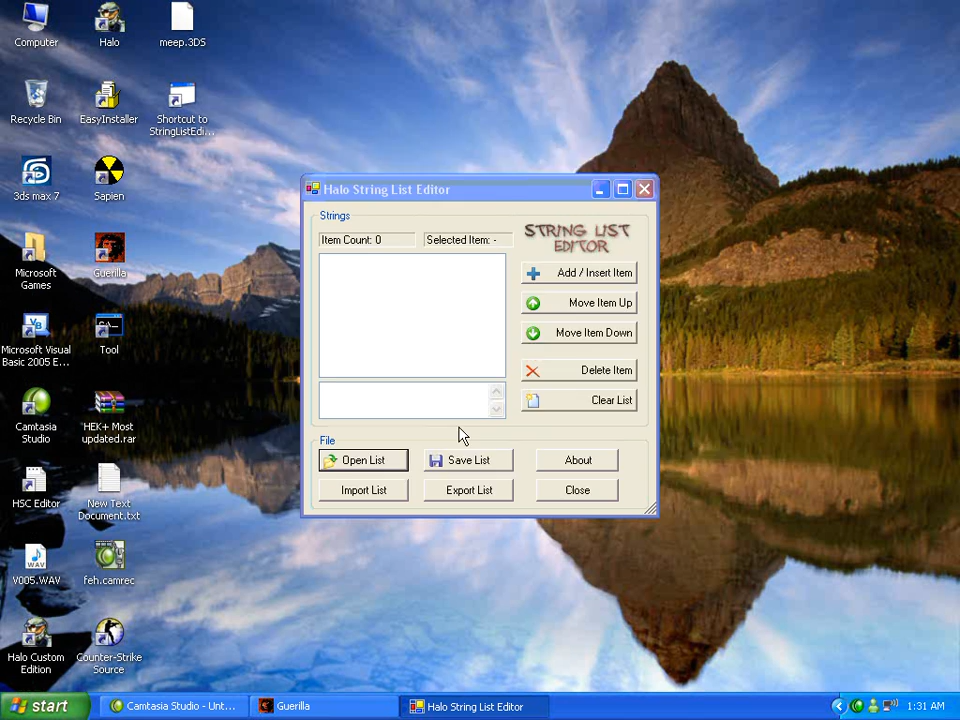 Computer
Halo
meep.3DS
Recycle Bin
EasyInstaller
Shortcut to
StringListEdi...
3ds max 7
Sapien
Microsoft
Games
Guerilla
Microsoft Visual
Basic 2005 E...
Tool
Camtasia
Studio
HEK+ Most
updated.rar
HSC Editor
New Text
Document.txt
WAV
V005.WAV
feh.camrec
Halo Custom
Edition
Counter-Strike
Source
Halo String List Editor
Strings
Item Count: 0
Selected Item: -
STRING LIST
EDITOR
Add / Insert Item
Move Item Up
Move Item Down
Delete Item
Clear List
File
Open List
Save List
About
Import List
Export List
Close
start
Camtasia Studio - Unt...
Guerilla
Halo String List Editor
1:31 AM